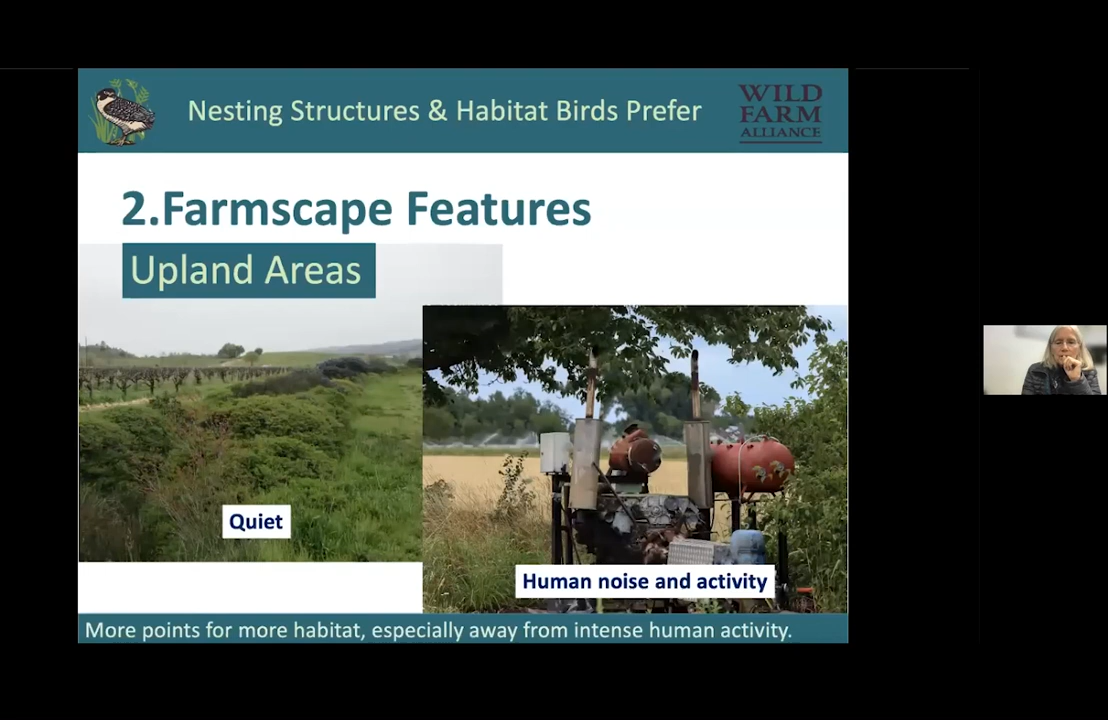 Nesting Structures & Habitat Birds Prefer
WILD
FARM
ALLIANCE
2.Farmscape Features
Upland Areas
Quiet
Human noise and activity
More points for more habitat, especially away from intense human activity.